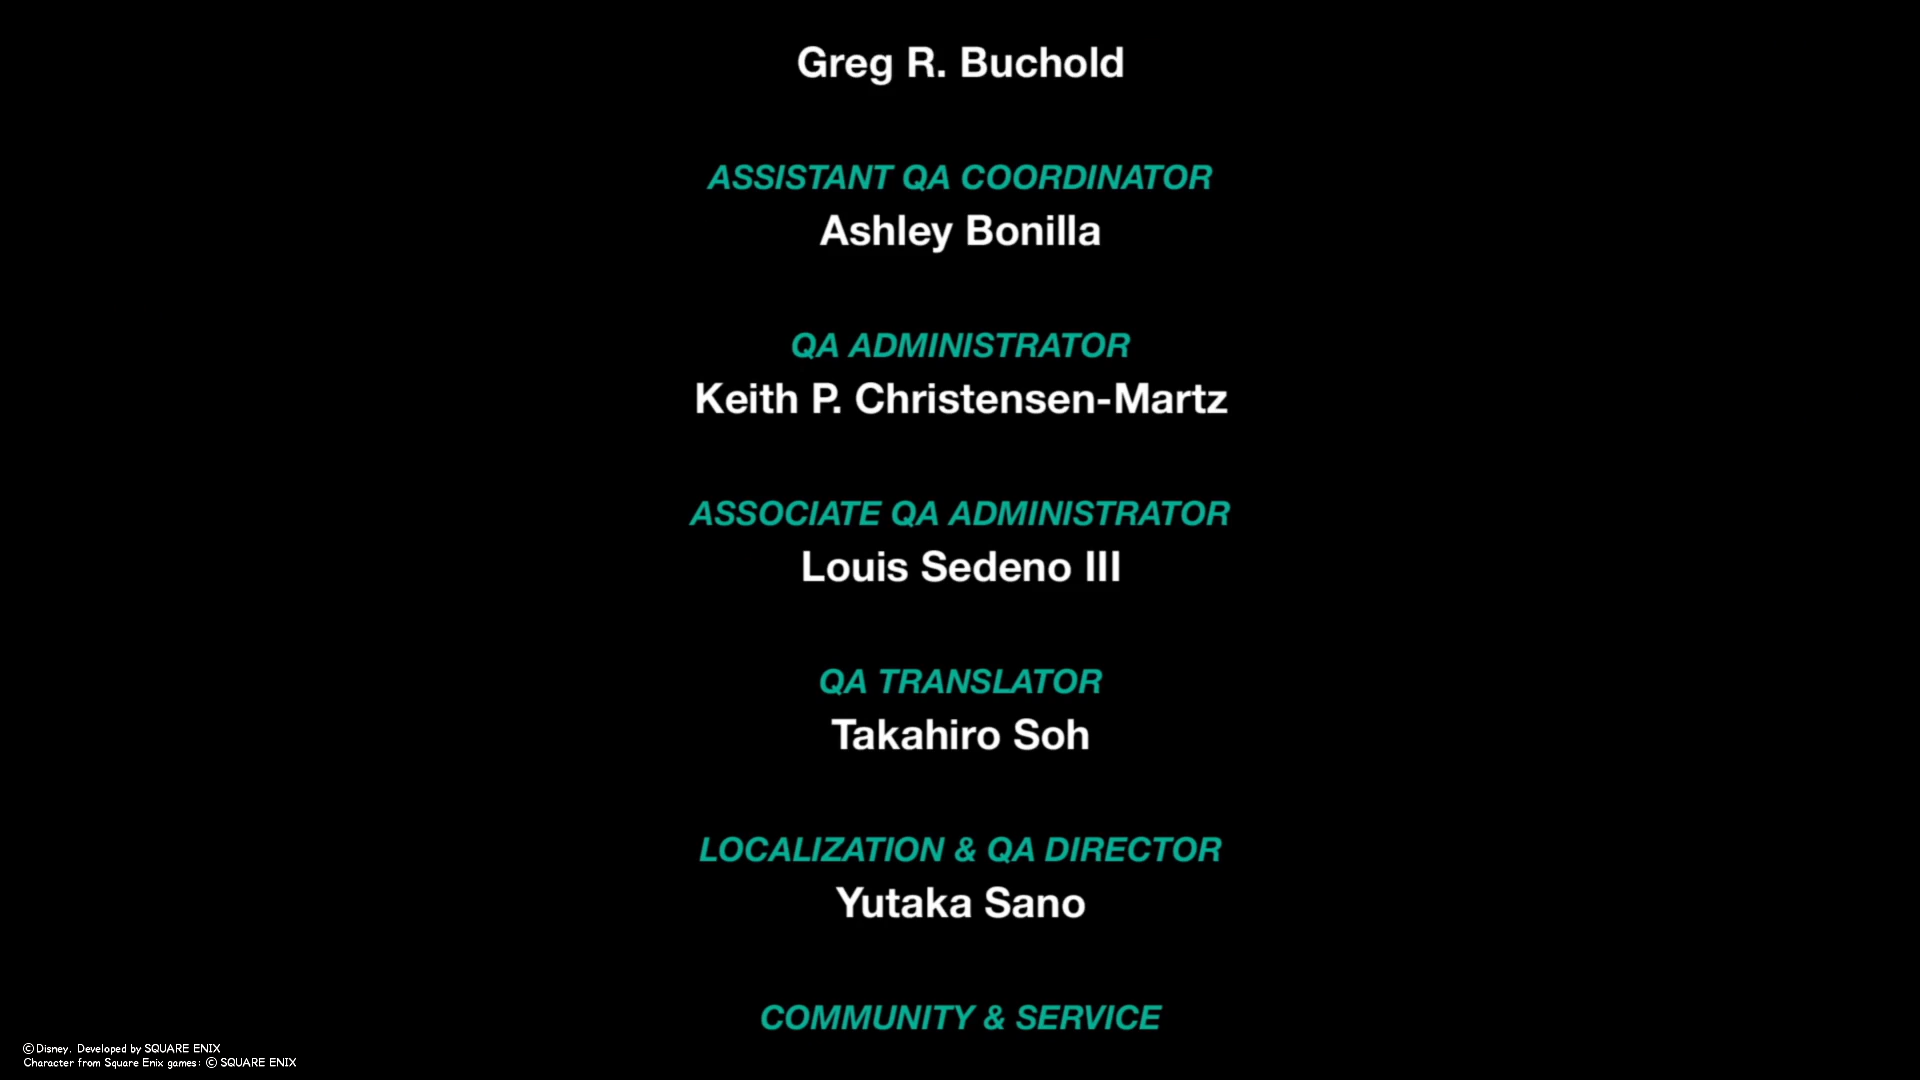 Greg R. Buchold
ASSISTANT QA COORDINATOR
Ashley Bonilla
QA ADMINISTRATOR
Keith P. Christensen-Martz
ASSOCIATE QA ADMINISTRATOR
Louis Sedeno III
QA TRANSLATOR
Takahiro Soh
LOCALIZATION & QA DIRECTOR
Yutaka Sano
COMMUNITY & SERVICE
©Disney. Developed by SQUARE ENIX
Character from Square Enix games: © SQUARE ENIX